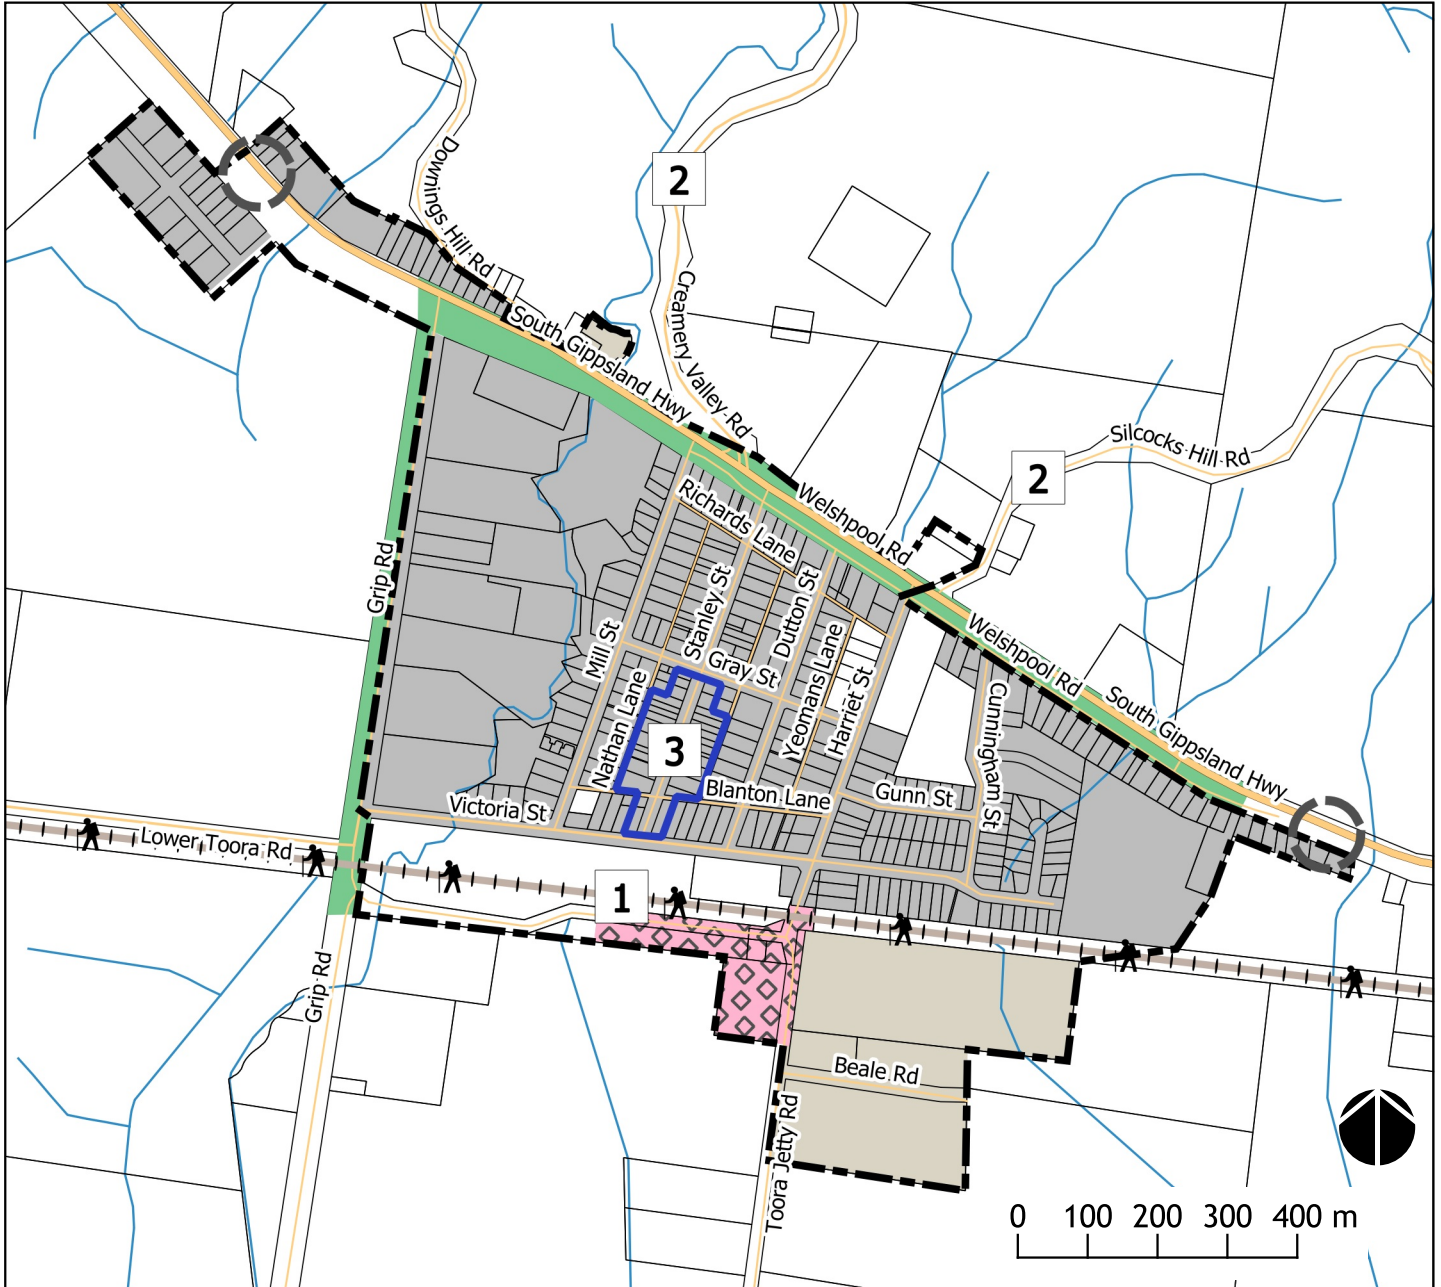 Downings Hill Rd
2
Creamery Valley Rd
South Gippsland Hwy
Silcocks Hill Rd
2
Welshpool Rd
Richards Lane
Grip Rd
Stanley St
Dutton St
Mill St
Gray St
Yeomans Lane
Harriet St
Welshpool Rd
South Gippsland Hwy
Nathan Lane
3
Cunningham St
Blanton Lane
Gunn St
Victoria St
Lower Toora Rd
1
Grip Rd
Beale Rd
Toora Jetty Rd
0 100 200 300 400 m